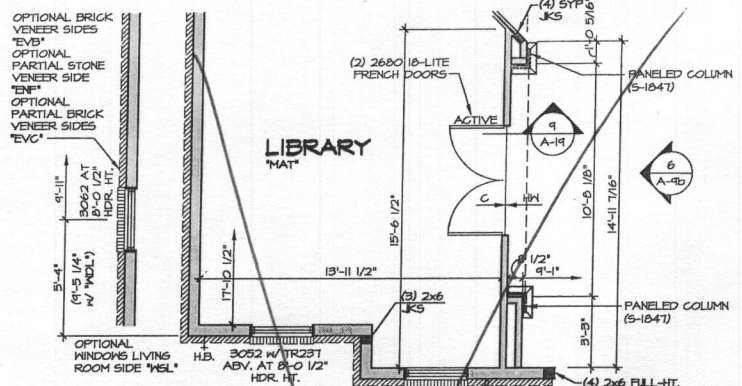 OPTIONAL BRICK
VENEER SIDES
"EVB"
OPTIONAL
PARTIAL STONE
VENEER SIDE
"ENF"
OPTIONAL
PARTIAL BRICK
VENEER SIDES
"EVC"
9'-11"
3062 AT
8'-0 1/2"
HDR. HT.
5'-4"
(9'-5 1/4"
W/ "WDL")
OPTIONAL
WINDOWS LIVING
ROOM SIDE "WSL"
H.B.
17'-10 1/2"
LIBRARY
"MAT"
(2) 2680 18-LITE
FRENCH DOORS
ACTIVE
15'-6 1/2"
13'-11 1/2"
(3) 2x6
JKS
3052 W/ TR237
ABV. AT 8'-0 1/2"
HDR. HT.
(4) SYP
JKS
PANELED COLUMN
(S-1847)
9
A-19
6
A-9b
C
HW
10'-8 1/8"
14'-11 7/16"
1/2"
9'-1"
PANELED COLUMN
(S-1847)
3'-3"
(4) 2x6 FULL-HT.